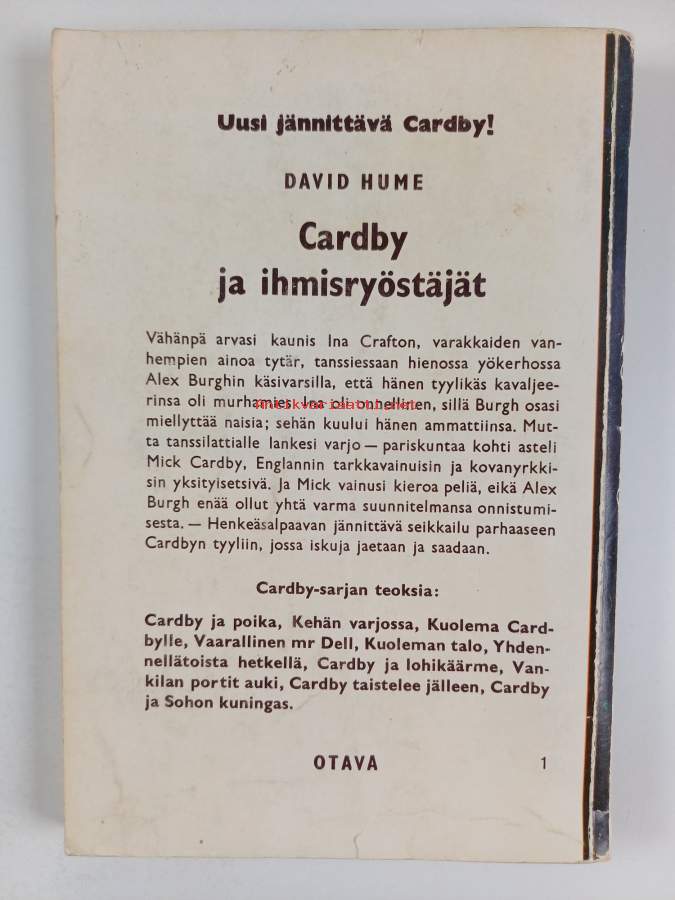 Uusi jännittävä Cardby!
DAVID HUME
Cardby
ja ihmisryöstäjät
Vähänpä arvasi kaunis Ina Crafton, varakkaiden van-
hempien ainoa tytär, tanssiessaan hienossa yökerhossa
Alex Burghin käsivarsilla, että hänen tyylikäs kavaljee-
rinsa oli murhamies. Ina oli onnellinen, sillä Burgh osasi
Antikvariaatti.net
miellyttää naisia; sehän kuului hänen ammattiinsa. Mut-
ta tanssilattialle lankesi varjo — pariskuntaa kohti asteli
Mick Cardby, Englannin tarkkavainuisin ja kovanyrkki-
sin yksityisetsivä. Ja Mick vainusi kieroa peliä, eikä Alex
Burgh enää ollut yhtä varma suunnitelmansa onnistumi-
sesta. — Henkeäsalpaavan jännittävä seikkailu parhaaseen
Cardbyn tyyliin, jossa iskuja jaetaan ja saadaan.
Cardby-sarjan teoksia:
Cardby ja poika, Kehän varjossa, Kuolema Card-
bylle, Vaarallinen mr Dell, Kuoleman talo, Yhden-
nellätoista hetkellä, Cardby ja lohikäärme, Van-
kilan portit auki, Cardby taistelee jälleen, Cardby
ja Sohon kuningas.
OTAVA 1